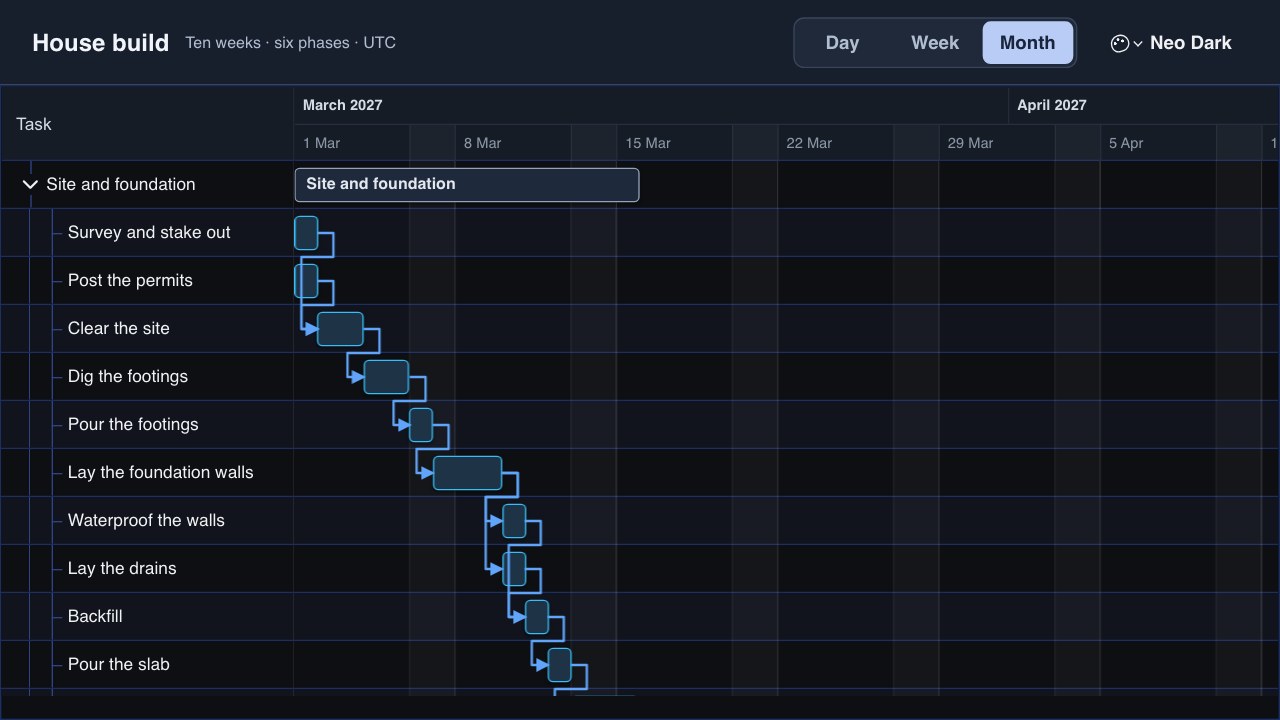 House build
Ten weeks · six phases · UTC
Day
Week
Month
Neo Dark
Task
March 2027
April 2027
1 Mar
8 Mar
15 Mar
22 Mar
29 Mar
5 Apr
1
Site and foundation
Site and foundation
Survey and stake out
Post the permits
Clear the site
Dig the footings
Pour the footings
Lay the foundation walls
Waterproof the walls
Lay the drains
Backfill
Pour the slab